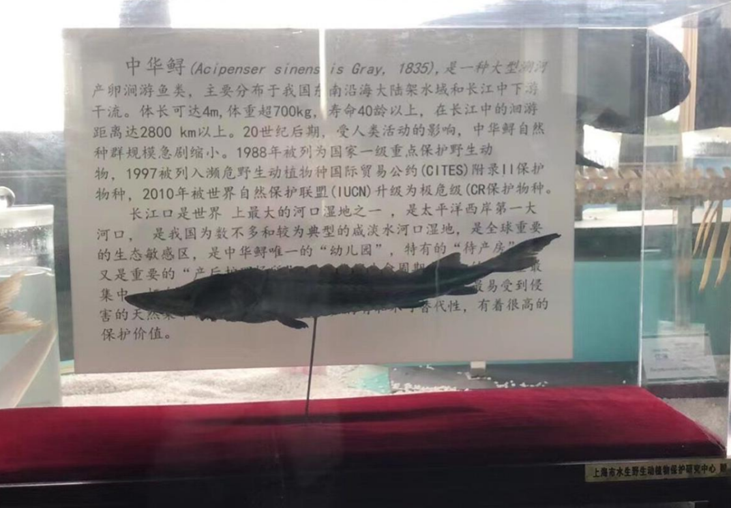 中华鲟(Acipenser sinensis Gray, 1835),是一种大型溯河
产卵洄游鱼类，主要分布于我国东南沿海大陆架水域和长江中下游
干流。体长可达4m,体重超700kg，寿命40龄以上，在长江中的洄游
距离达2800 km以上。20世纪后期，受人类活动的影响，中华鲟自然
种群规模急剧缩小。1988年被列为国家一级重点保护野生动
物，1997被列入濒危野生动植物种国际贸易公约(CITES)附录II保护
物种，2010年被世界自然保护联盟(IUCN)升级为极危级(CR保护物种。
长江口是世界 上最大的河口湿地之一 ，是太平洋西岸第一大
河口， 是我国为数不多和较为典型的咸淡水河口湿地，是全球重要
的生态敏感区，是中华鲟唯一的“幼儿园”，特有的“待产房”
又是重要的“产后 命周期 最
集中、 最易受到侵
害的天然集 替代性，有着很高的
保护价值。
上海市水生野生动植物保护研究中心